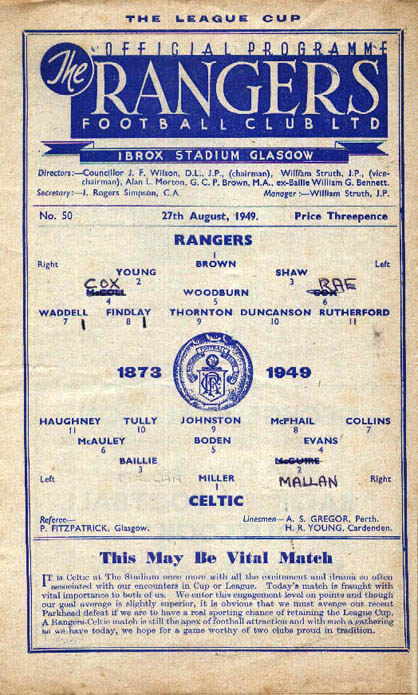 THE LEAGUE CUP
OFFICIAL PROGRAMME
The RANGERS
FOOTBALL CLUB LTD
IBROX STADIUM GLASGOW
Directors:—Councillor J. F. Wilson, D.L., J.P., (chairman), William Struth, J.P., (vice-
chairman), Alan L. Morton, G. C. P. Brown, M.A., ex-Bailie William G. Bennett.
Secretary:—J. Rogers Simpson, C.A. Manager:—William Struth, J.P.
No. 50 27th August, 1949. Price Threepence
RANGERS
1
Right BROWN Left
YOUNG SHAW
2 3
COX RAE
McCOLL WOODBURN COX
4 5 6
WADDELL FINDLAY THORNTON DUNCANSON RUTHERFORD
7 1 8 1 9 10 11
1873 1949
HAUGHNEY TULLY JOHNSTON McPHAIL COLLINS
11 10 9 8 7
McAULEY BODEN EVANS
6 5 4
BAILLIE McGUIRE
3 2
Left MILLER MALLAN Right
1
CELTIC
Referee— Linesmen— A. S. GREGOR, Perth.
P. FITZPATRICK, Glasgow. H. R. YOUNG, Cardenden.
This May Be Vital Match
IT is Celtic at The Stadium once more with all the excitement and drama so often
associated with our encounters in Cup or League. Today's match is fraught with
vital importance to both of us. We enter this engagement level on points and though
our goal average is slightly superior, it is obvious that we must avenge our recent
Parkhead defeat if we are to have a real sporting chance of retaining the League Cup.
A Rangers-Celtic match is still the apex of football attraction and with such a gathering
as we have today, we hope for a game worthy of two clubs proud in tradition.